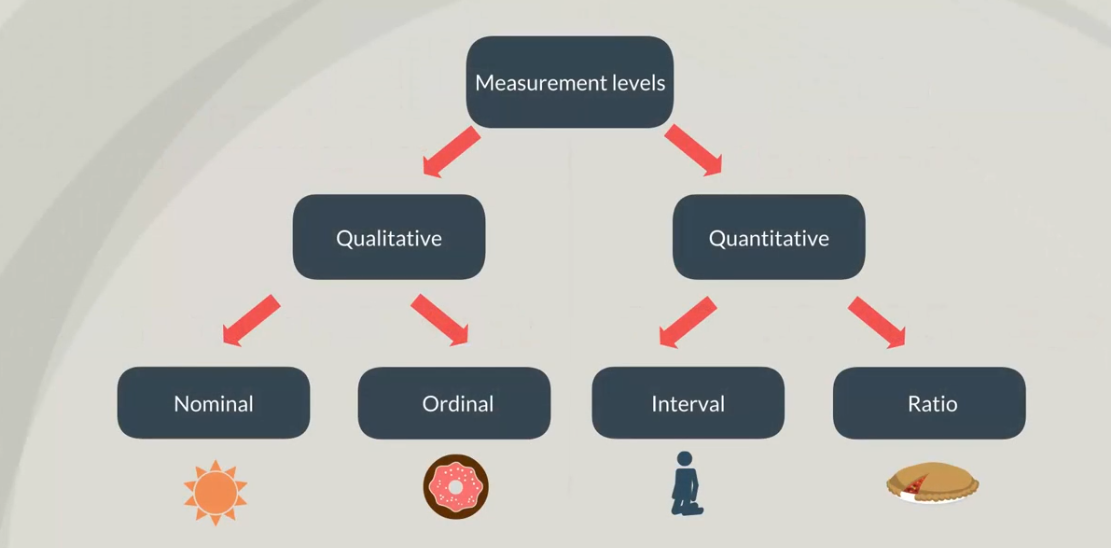 Measurement levels
Qualitative
Quantitative
Nominal
Ordinal
Interval
Ratio